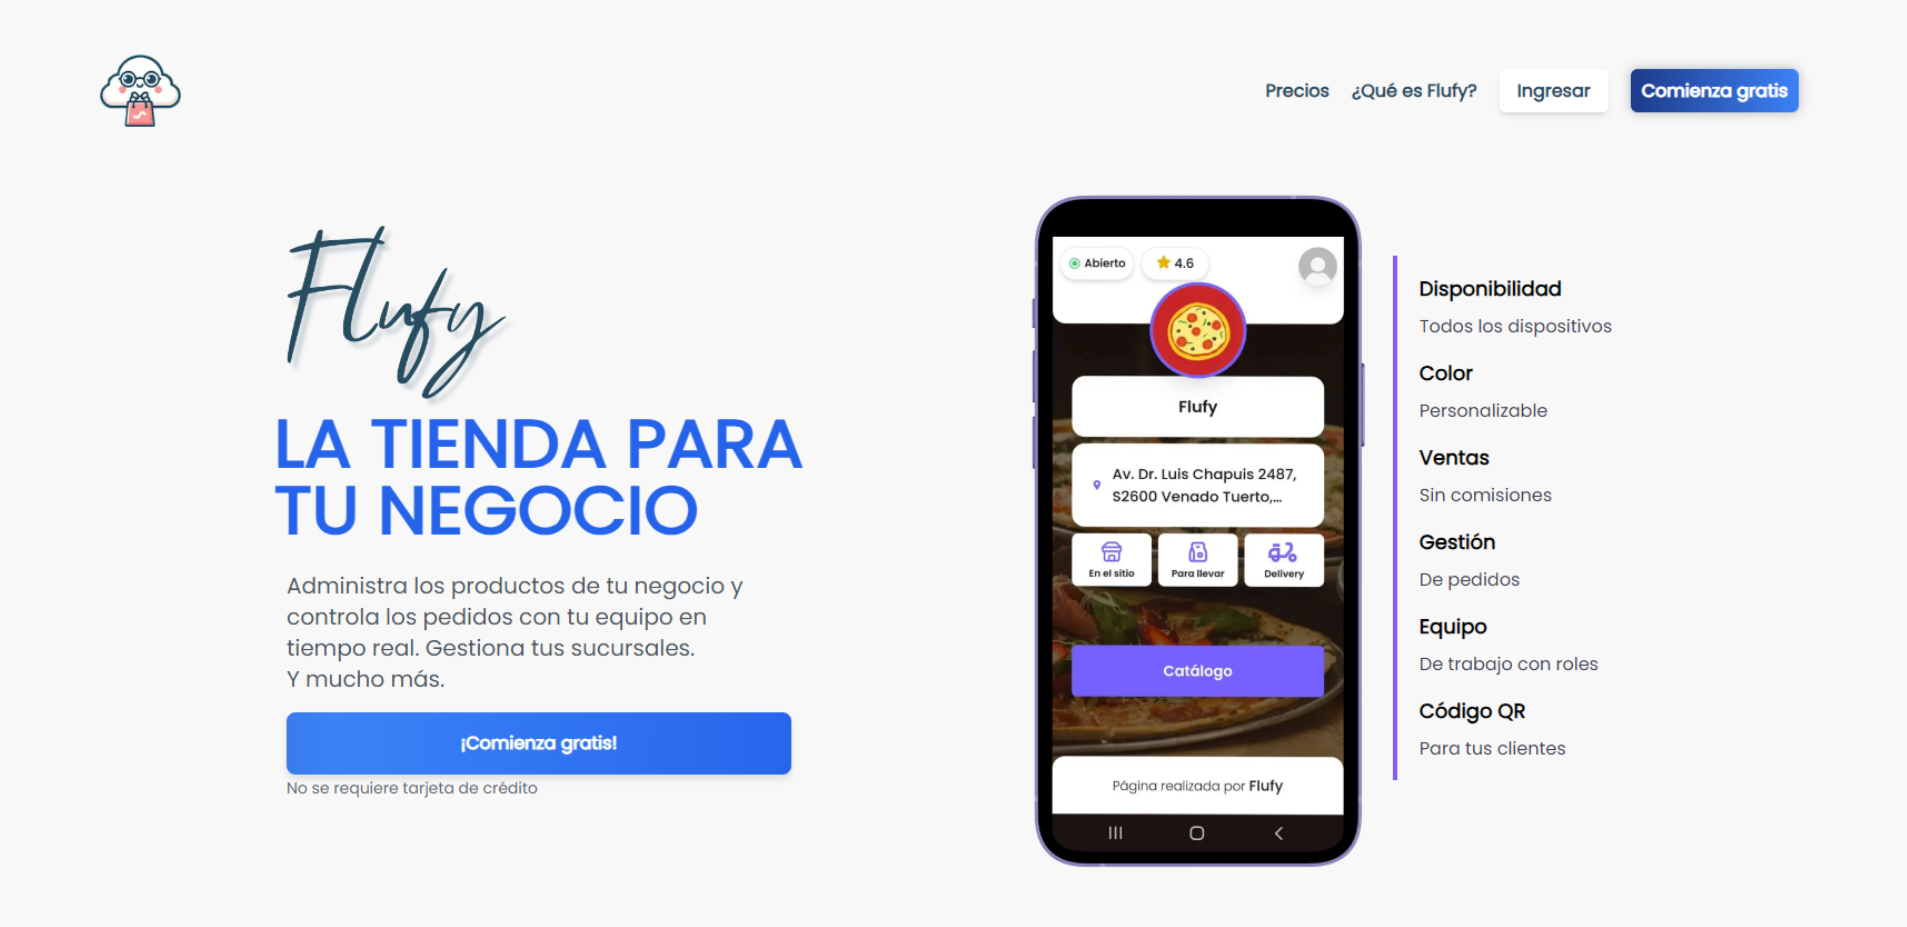 Precios
¿Qué es Flufy?
Ingresar
Comienza gratis
Flufy
LA TIENDA PARA
TU NEGOCIO
Administra los productos de tu negocio y
controla los pedidos con tu equipo en
tiempo real. Gestiona tus sucursales.
Y mucho más.
¡Comienza gratis!
No se requiere tarjeta de crédito
Abierto
4.6
Flufy
Av. Dr. Luis Chapuis 2487,
S2600 Venado Tuerto,...
En el sitio
Para llevar
Delivery
Catálogo
Página realizada por Flufy
Disponibilidad
Todos los dispositivos
Color
Personalizable
Ventas
Sin comisiones
Gestión
De pedidos
Equipo
De trabajo con roles
Código QR
Para tus clientes